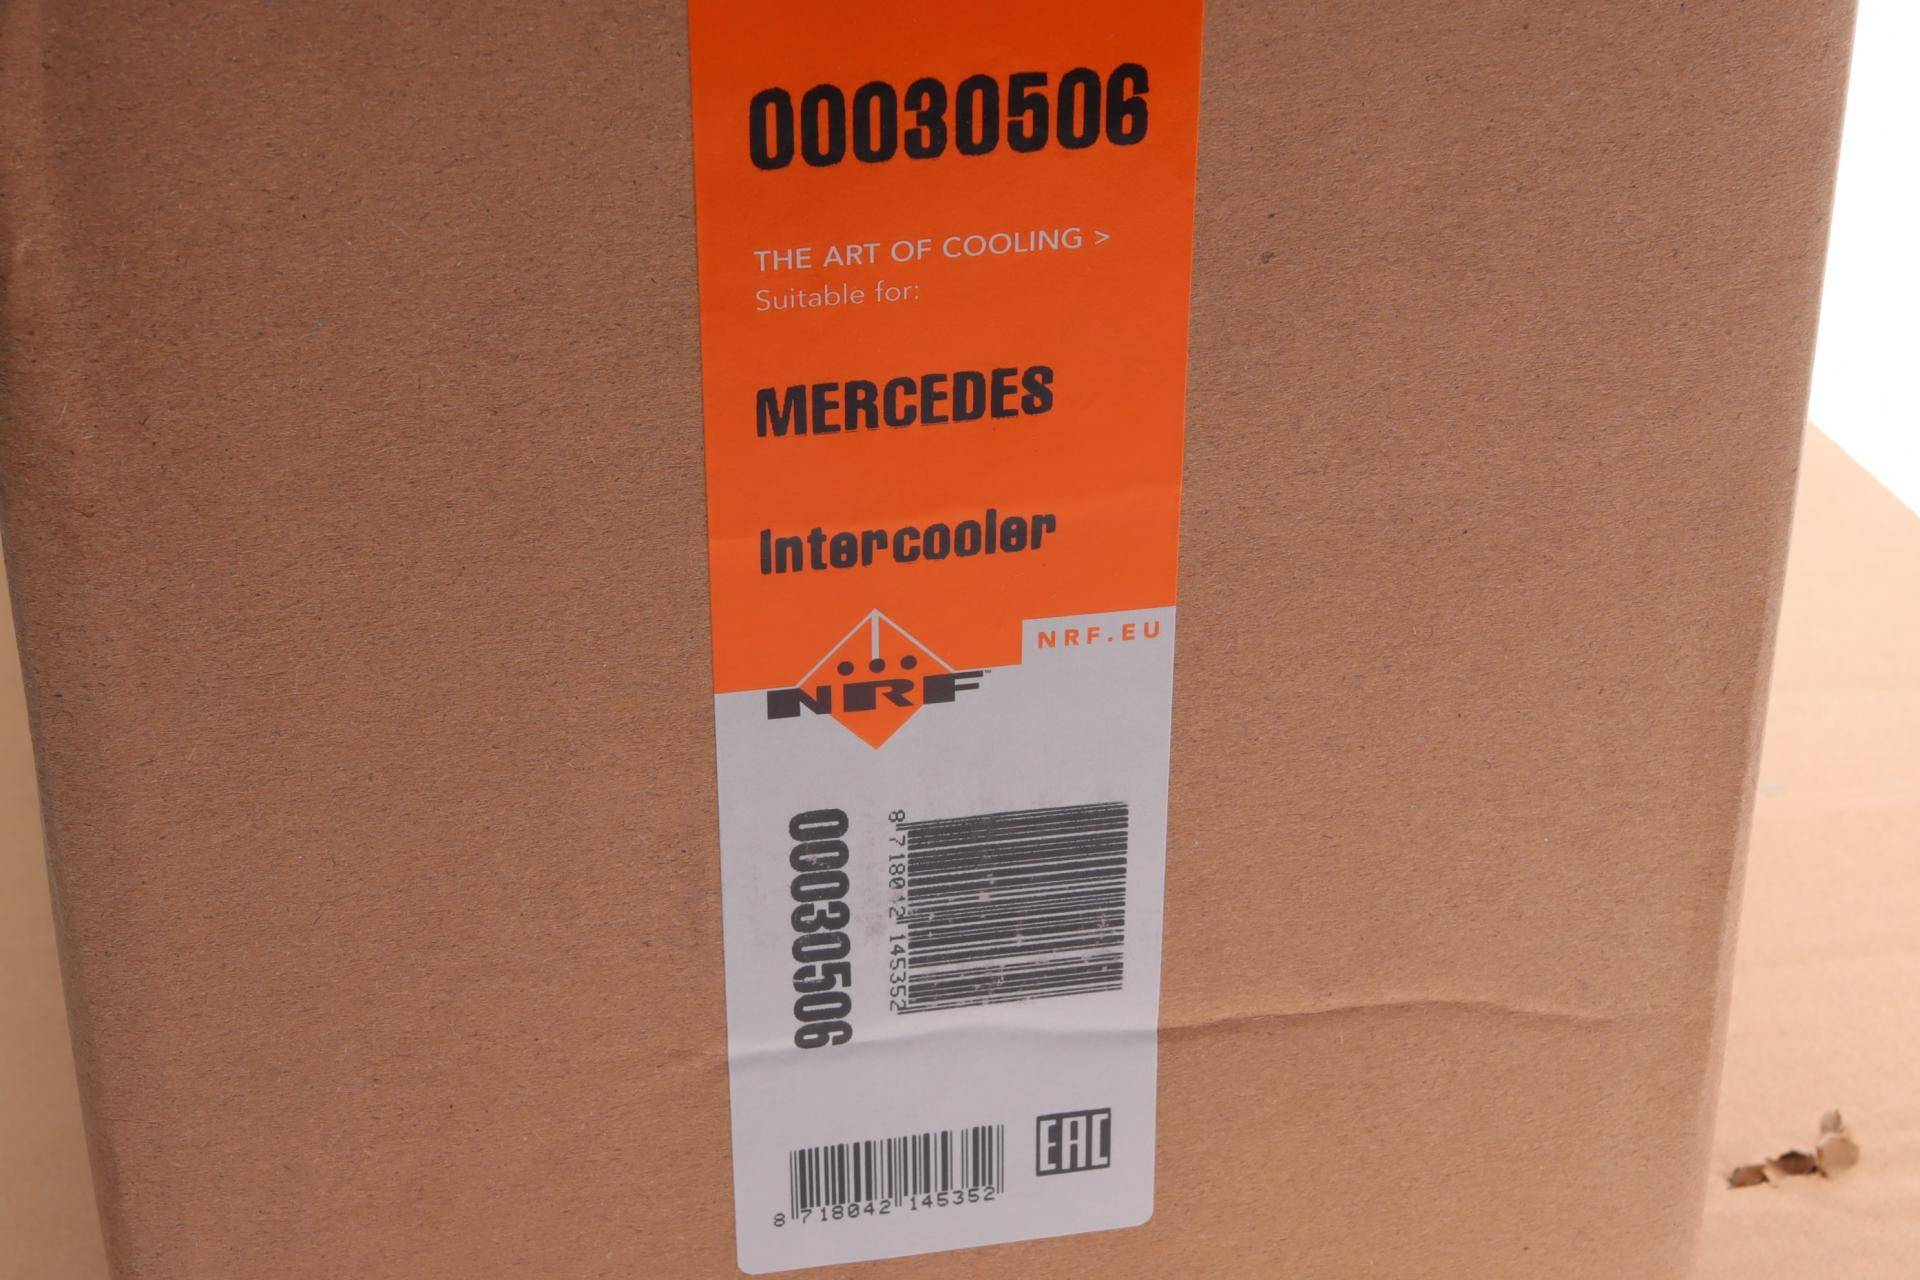 00030506
THE ART OF COOLING >
Suitable for:
MERCEDES
Intercooler
NRF.EU
NRF™
00030506
8 718042 145352
8 718042 145352
EAC